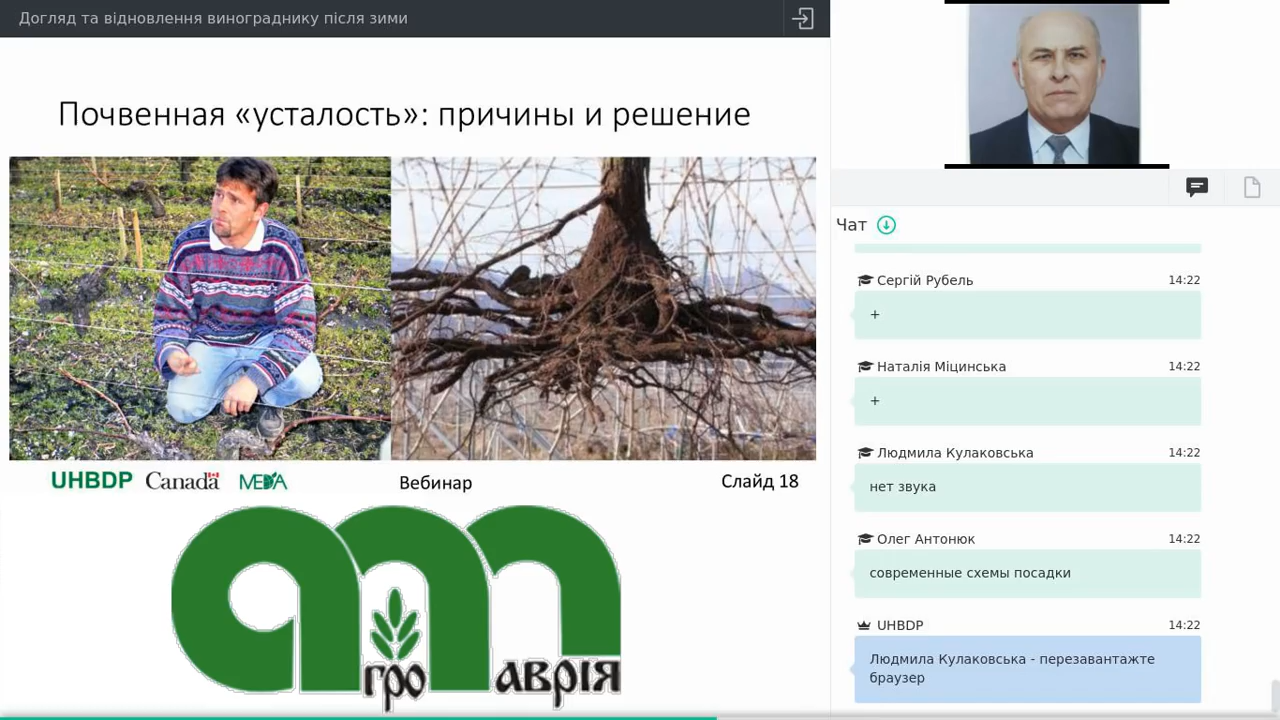 Догляд та відновлення винограднику після зими
Почвенная «усталость»: причины и решение
UHBDP
Canada
MEDA
Вебинар
Слайд 18
гро
аврія
Чат
Сергій Рубель 14:22
+
Наталія Міцинська 14:22
+
Людмила Кулаковська 14:22
нет звука
Олег Антонюк 14:22
современные схемы посадки
UHBDP 14:22
Людмила Кулаковська - перезавантажте
браузер